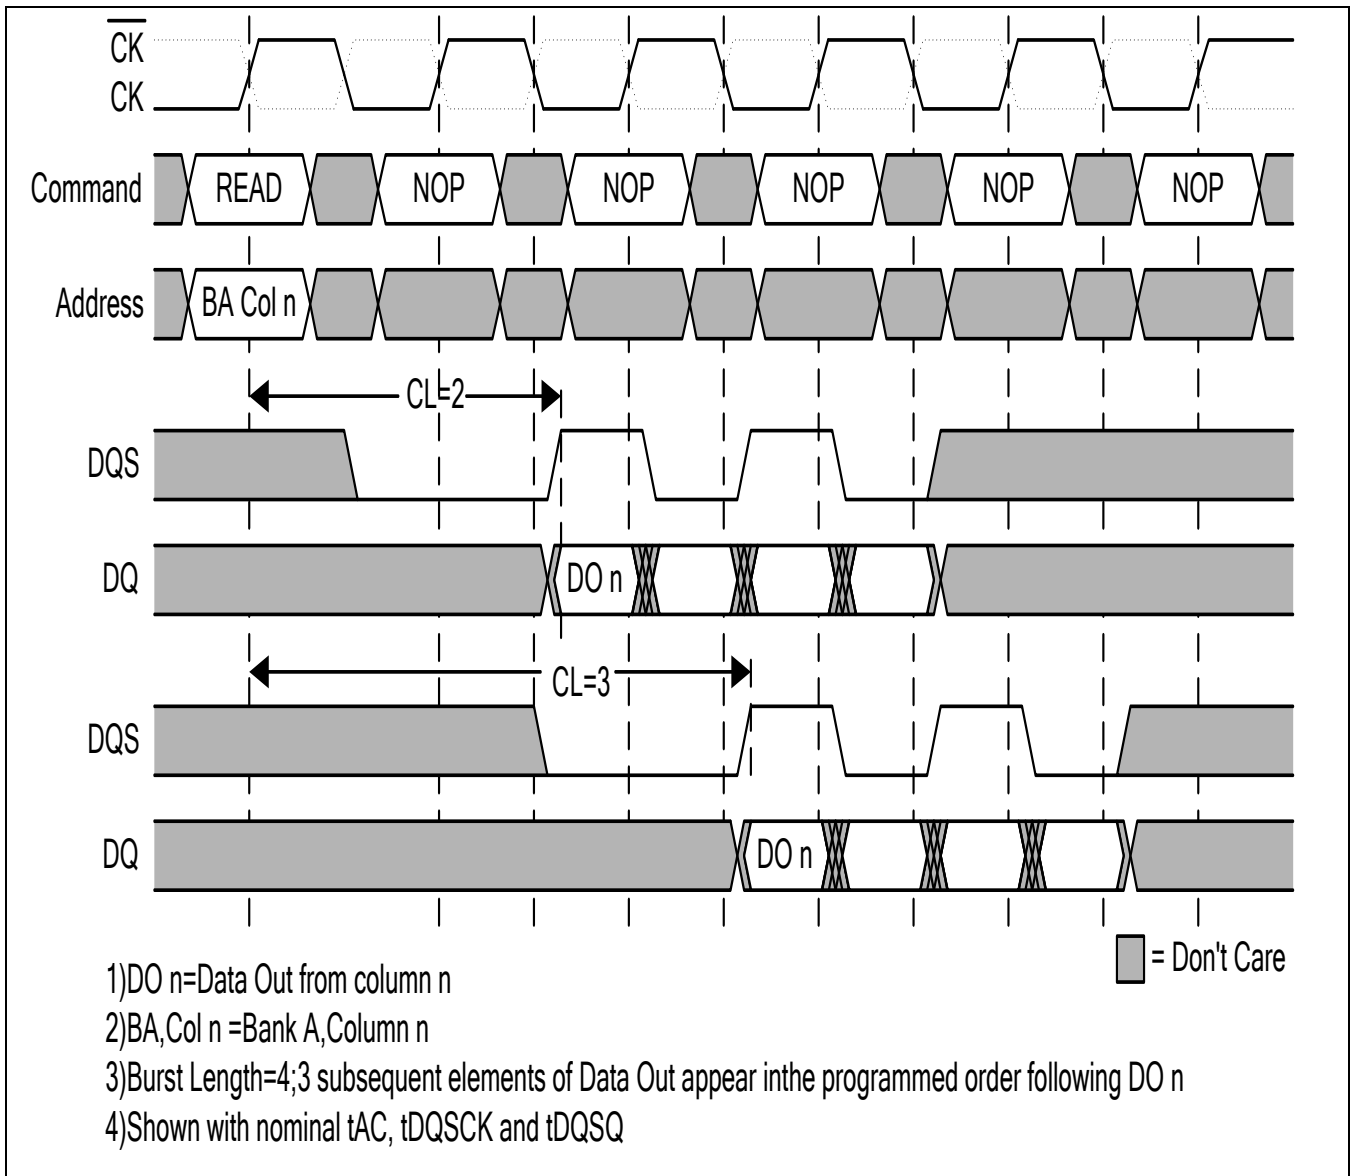 CK
CK
Command READ NOP NOP NOP NOP NOP
Address BA Col n
CL=2
DQS
DQ DO n
CL=3
DQS
DQ DO n
= Don't Care
1)DO n=Data Out from column n
2)BA,Col n =Bank A,Column n
3)Burst Length=4;3 subsequent elements of Data Out appear inthe programmed order following DO n
4)Shown with nominal tAC, tDQSCK and tDQSQ